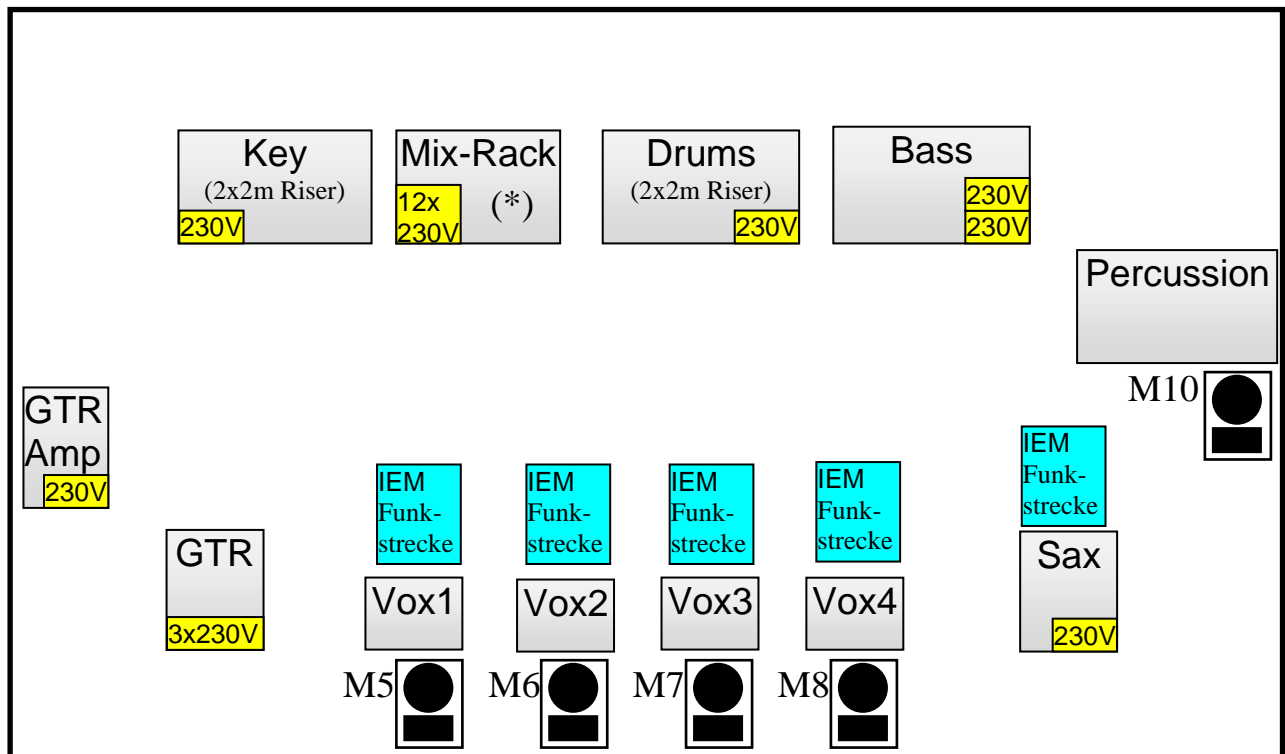 Key
(2x2m Riser)
230V
Mix-Rack
12x
230V
(*)
Drums
(2x2m Riser)
230V
Bass
230V
230V
Percussion
M10
GTR
Amp
230V
IEM
Funk-
strecke
IEM
Funk-
strecke
IEM
Funk-
strecke
IEM
Funk-
strecke
IEM
Funk-
strecke
GTR
3x230V
Vox1
Vox2
Vox3
Vox4
Sax
230V
M5
M6
M7
M8